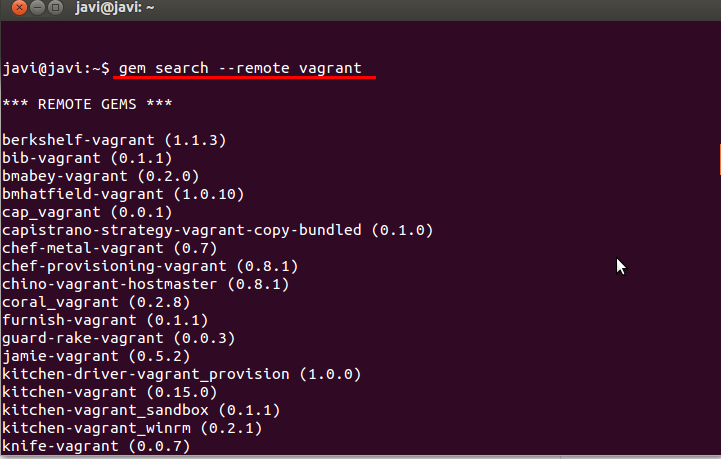 javi@javi: ~
javi@javi:~$ gem search --remote vagrant
*** REMOTE GEMS ***
berkshelf-vagrant (1.1.3)
bib-vagrant (0.1.1)
bmabey-vagrant (0.2.0)
bmhatfield-vagrant (1.0.10)
cap_vagrant (0.0.1)
capistrano-strategy-vagrant-copy-bundled (0.1.0)
chef-metal-vagrant (0.7)
chef-provisioning-vagrant (0.8.1)
chino-vagrant-hostmaster (0.8.1)
coral_vagrant (0.2.8)
furnish-vagrant (0.1.1)
guard-rake-vagrant (0.0.3)
jamie-vagrant (0.5.2)
kitchen-driver-vagrant_provision (1.0.0)
kitchen-vagrant (0.15.0)
kitchen-vagrant_sandbox (0.1.1)
kitchen-vagrant_winrm (0.2.1)
knife-vagrant (0.0.7)